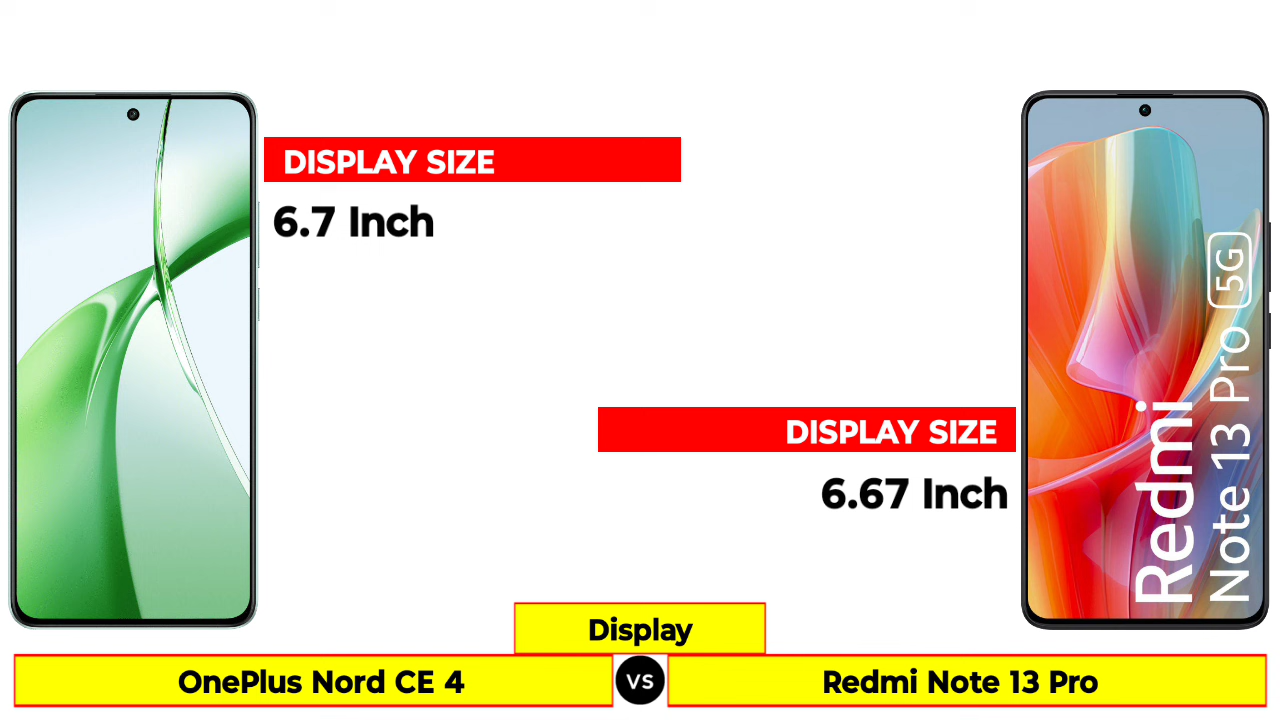 DISPLAY SIZE
6.7 Inch
DISPLAY SIZE
6.67 Inch
Redmi
Note 13 Pro 5G
Display
OnePlus Nord CE 4
VS
Redmi Note 13 Pro